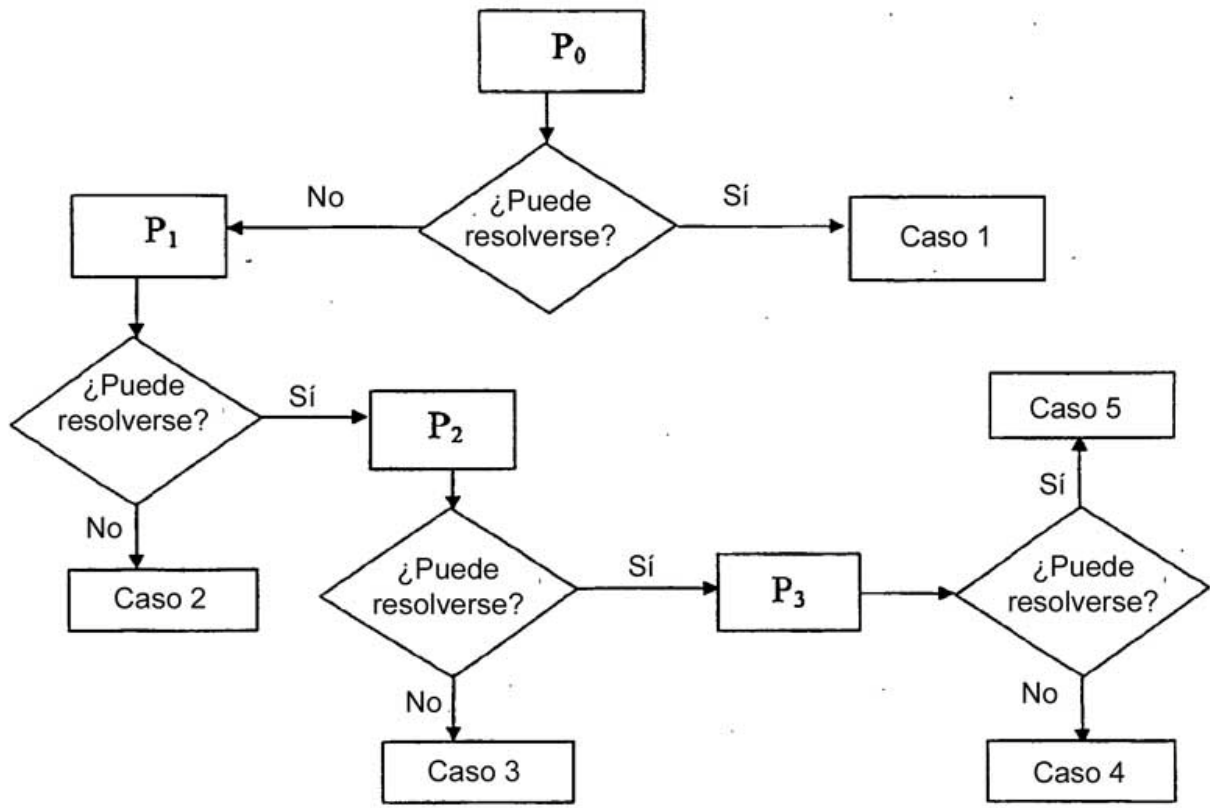 P₀
¿Puede
resolverse?
No
Sí
P₁
Caso 1
¿Puede
resolverse?
Sí
No
P₂
Caso 2
¿Puede
resolverse?
Sí
No
P₃
Caso 3
¿Puede
resolverse?
Sí
Caso 5
No
Caso 4